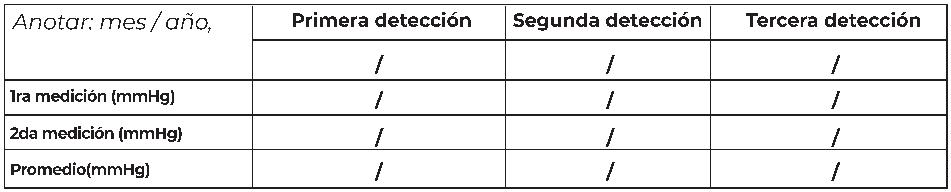 Anotar: mes / año, Primera detección Segunda detección Tercera detección
/ / /
1ra medición (mmHg) / / /
2da medición (mmHg) / / /
Promedio(mmHg) / / /